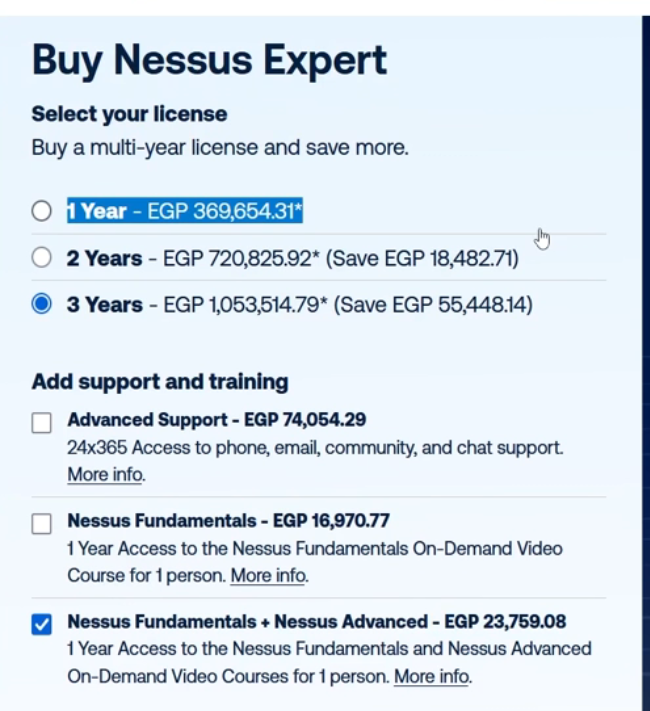 Buy Nessus Expert
Select your license
Buy a multi-year license and save more.
1 Year - EGP 369,654.31*
2 Years - EGP 720,825.92* (Save EGP 18,482.71)
3 Years - EGP 1,053,514.79* (Save EGP 55,448.14)
Add support and training
Advanced Support - EGP 74,054.29
24x365 Access to phone, email, community, and chat support.
More info.
Nessus Fundamentals - EGP 16,970.77
1 Year Access to the Nessus Fundamentals On-Demand Video
Course for 1 person. More info.
Nessus Fundamentals + Nessus Advanced - EGP 23,759.08
1 Year Access to the Nessus Fundamentals and Nessus Advanced
On-Demand Video Courses for 1 person. More info.